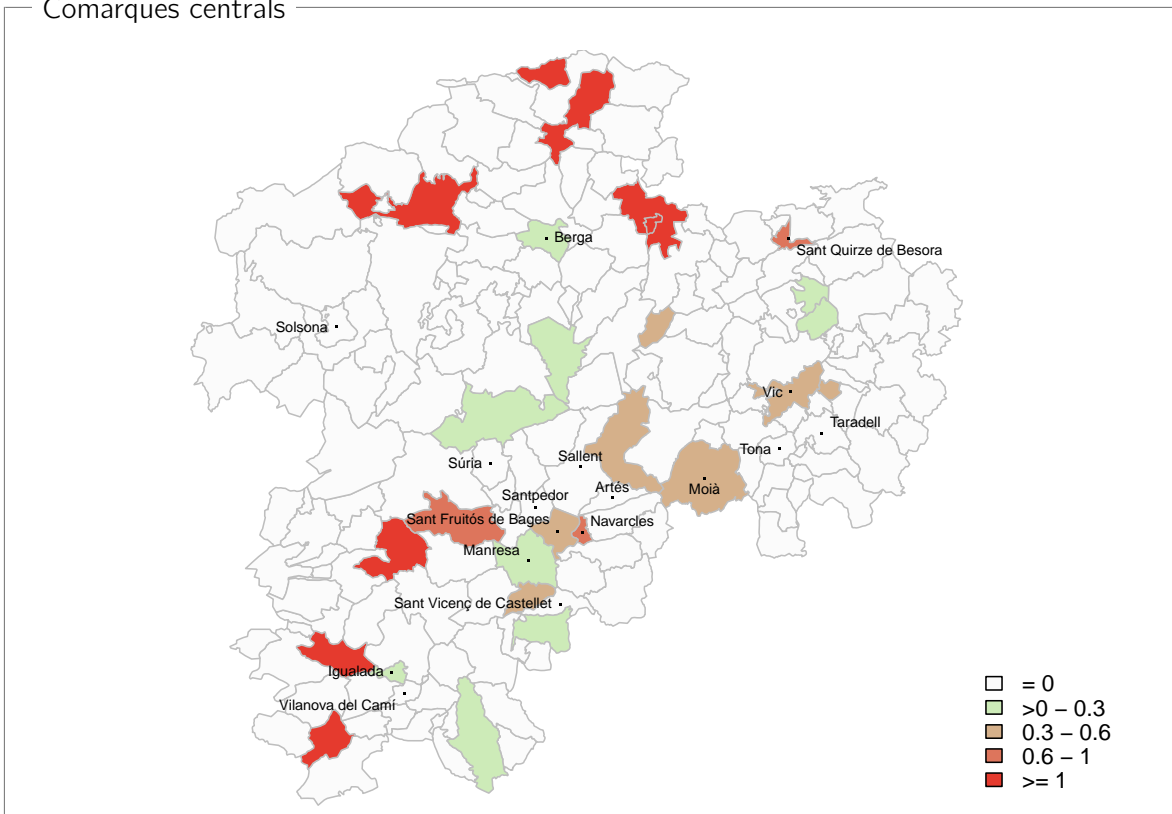 Comarques centrals
Berga
Sant Quirze de Besora
Solsona
Vic
Taradell
Tona
Súria
Sallent
Moià
Artés
Santpedor
Sant Fruitós de Bages
Navarcles
Manresa
Sant Vicenç de Castellet
Igualada
Vilanova del Camí
= 0
>0 – 0.3
0.3 – 0.6
0.6 – 1
>= 1